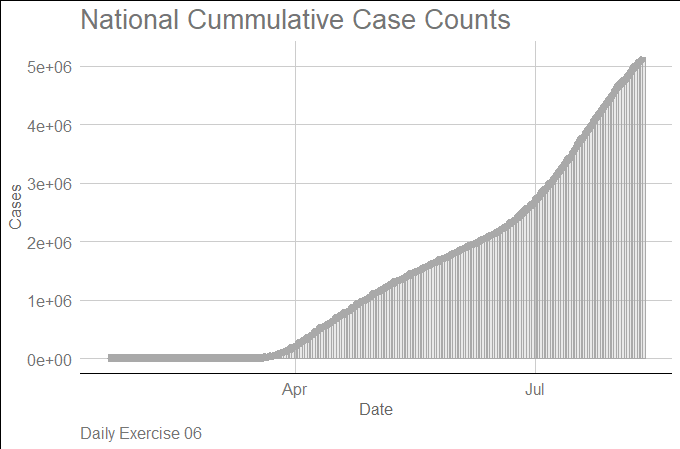 National Cummulative Case Counts
5e+06
4e+06
3e+06
2e+06
1e+06
0e+00
Cases
Apr
Jul
Date
Daily Exercise 06